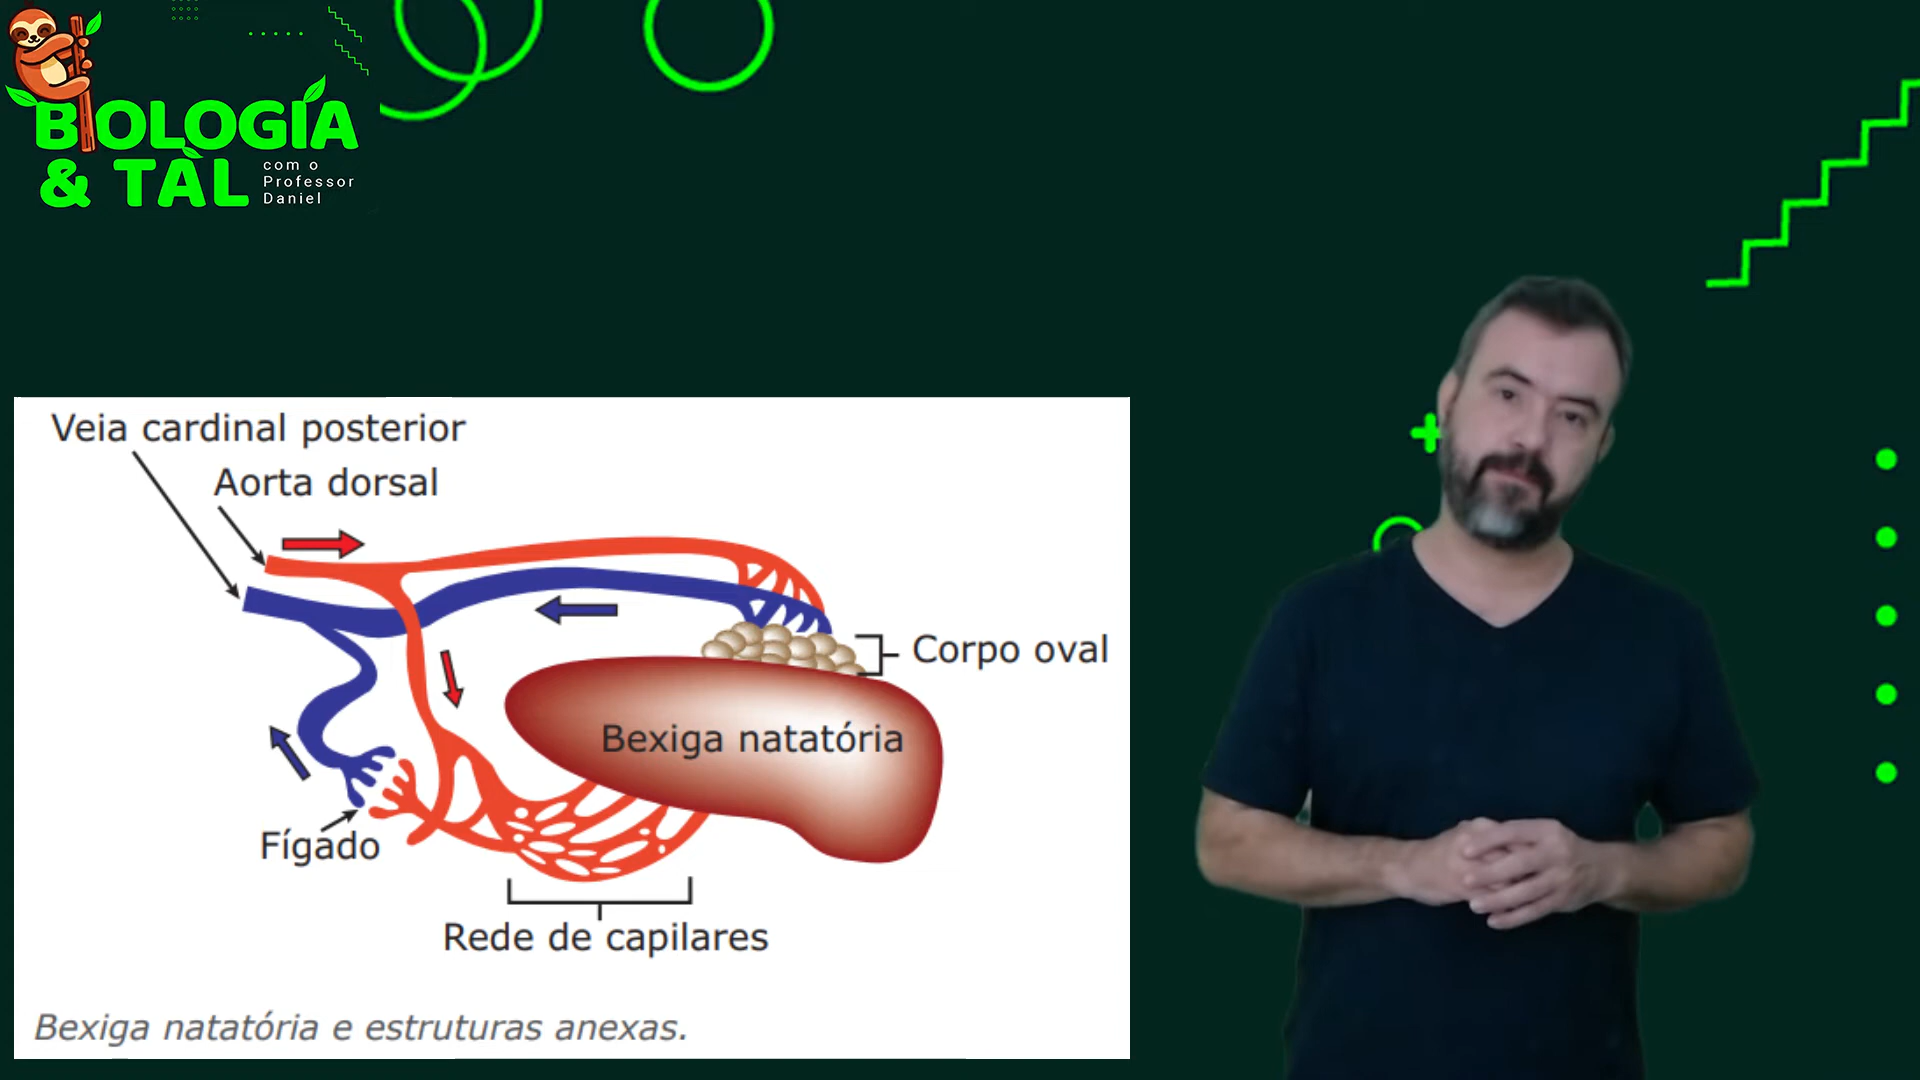 BIOLOGIA
& TAL
com o
Professor
Daniel
Veia cardinal posterior
Aorta dorsal
Corpo oval
Bexiga natatória
Fígado
Rede de capilares
Bexiga natatória e estruturas anexas.